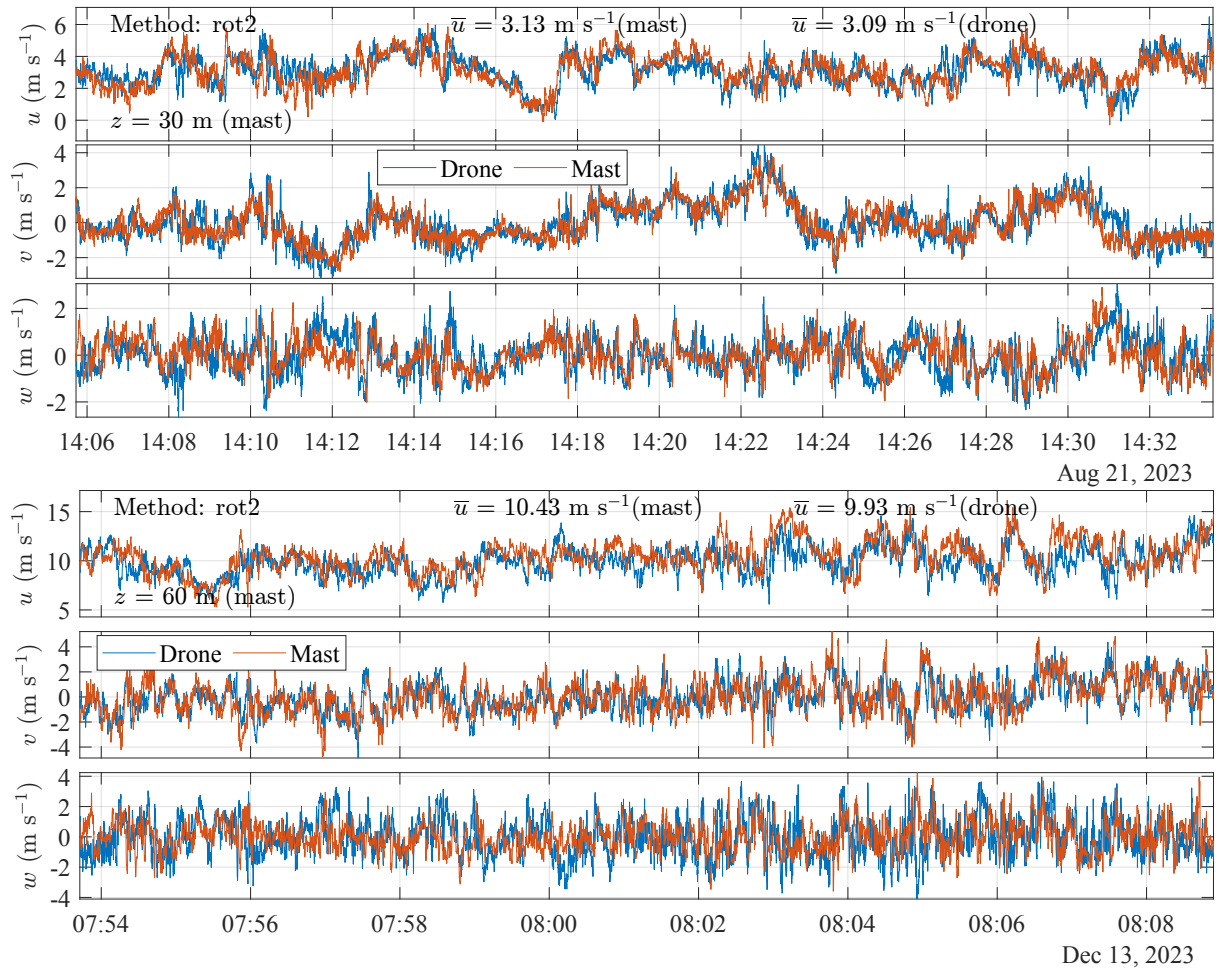 Method: rot2 u̅ = 3.13 m s⁻¹(mast) u̅ = 3.09 m s⁻¹(drone)
6
4
2
0
u (m s⁻¹)
z = 30 m (mast)
4
2
0
-2
v (m s⁻¹)
Drone Mast
2
0
-2
w (m s⁻¹)
14:06 14:08 14:10 14:12 14:14 14:16 14:18 14:20 14:22 14:24 14:26 14:28 14:30 14:32
Aug 21, 2023
Method: rot2 u̅ = 10.43 m s⁻¹(mast) u̅ = 9.93 m s⁻¹(drone)
15
10
5
u (m s⁻¹)
z = 60 m (mast)
4
2
0
-2
-4
v (m s⁻¹)
Drone Mast
4
2
0
-2
-4
w (m s⁻¹)
07:54 07:56 07:58 08:00 08:02 08:04 08:06 08:08
Dec 13, 2023